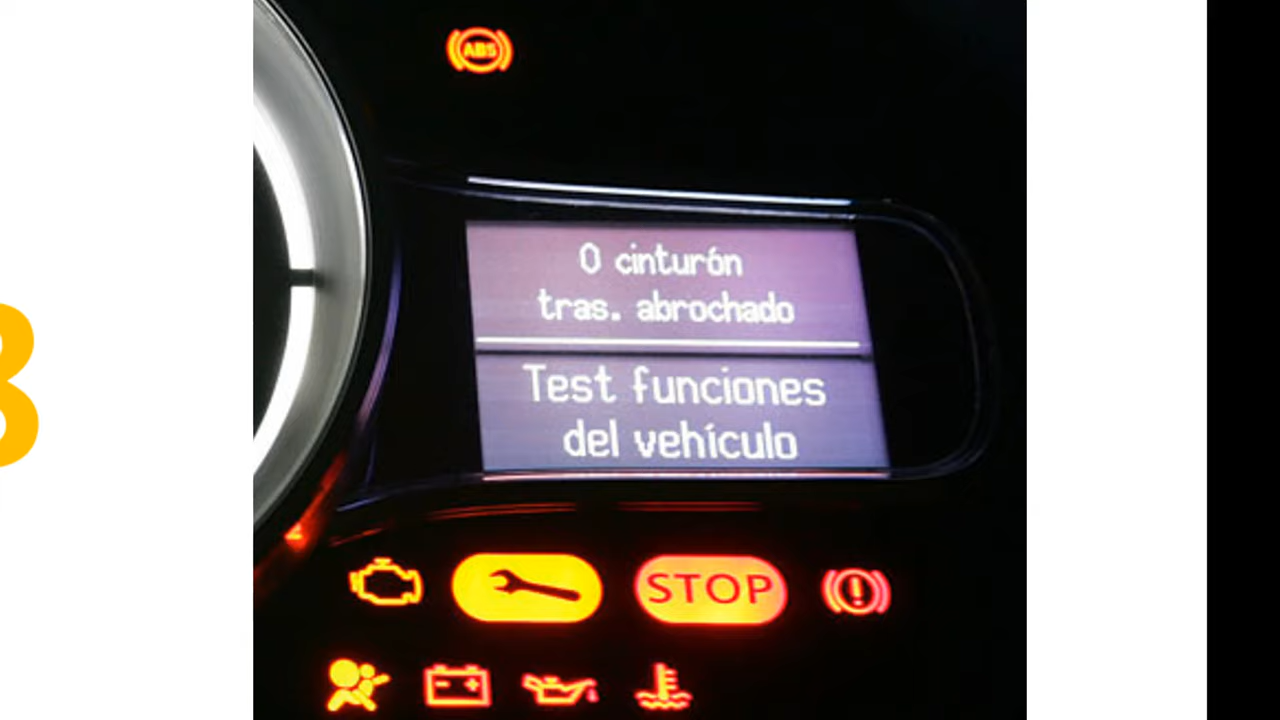 ABS
0 cinturón
tras. abrochado
Test funciones
del vehículo
STOP